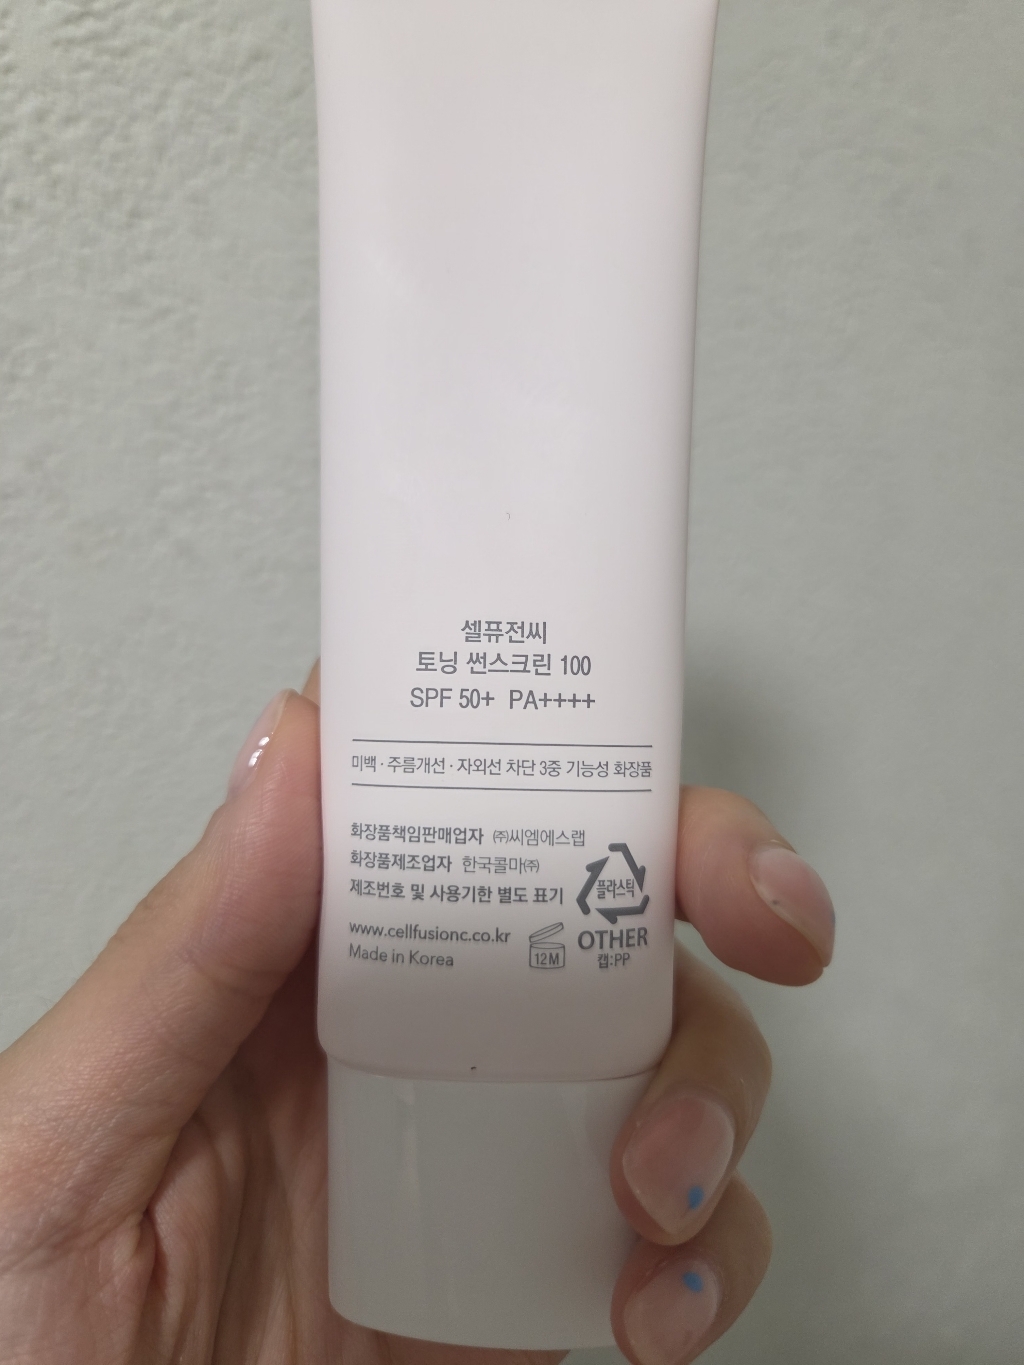 셀퓨전씨
토닝 썬스크린 100
SPF 50+ PA++++
미백 · 주름개선 · 자외선 차단 3중 기능성 화장품
화장품책임판매업자 ㈜씨엠에스랩
화장품제조업자 한국콜마㈜
제조번호 및 사용기한 별도 표기
www.cellfusionc.co.kr
Made in Korea
12M
플라스틱
OTHER
캡:PP